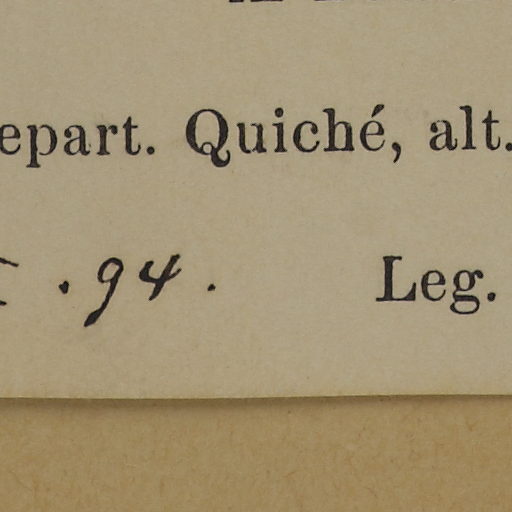 epart. Quiché, alt.
.94. Leg.